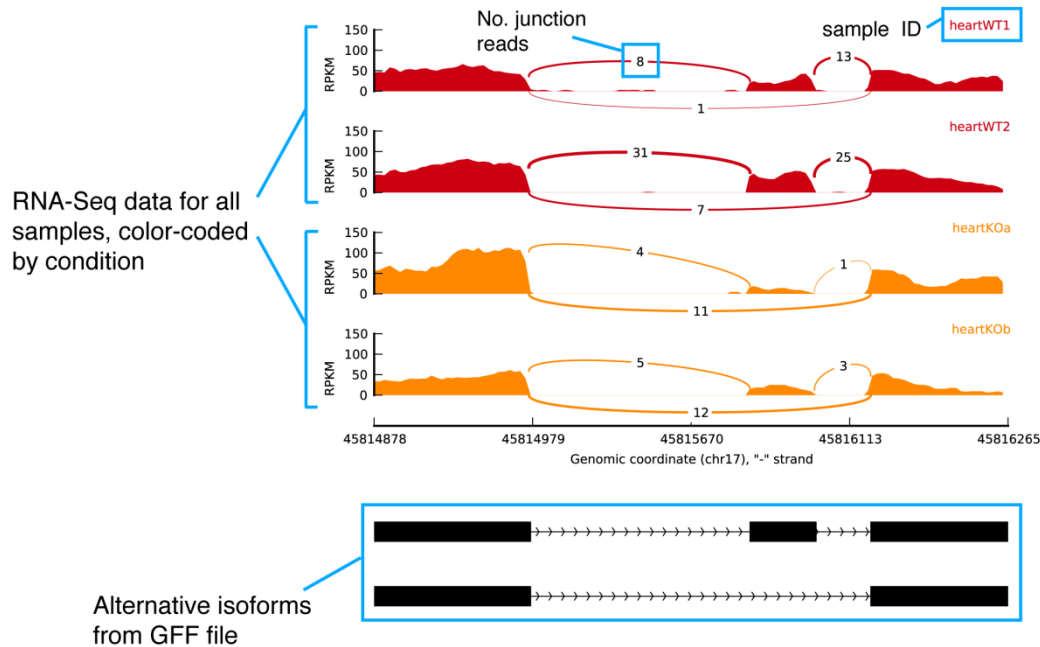 No. junction
reads
sample ID
heartWT1
150
100
50
0
RPKM
8
13
1
heartWT2
150
100
50
0
RPKM
31
25
7
RNA-Seq data for all
samples, color-coded
by condition
heartKOa
150
100
50
0
RPKM
4
1
11
heartKOb
150
100
50
0
RPKM
5
3
12
45814878 45814979 45815670 45816113 45816265
Genomic coordinate (chr17), "-" strand
Alternative isoforms
from GFF file